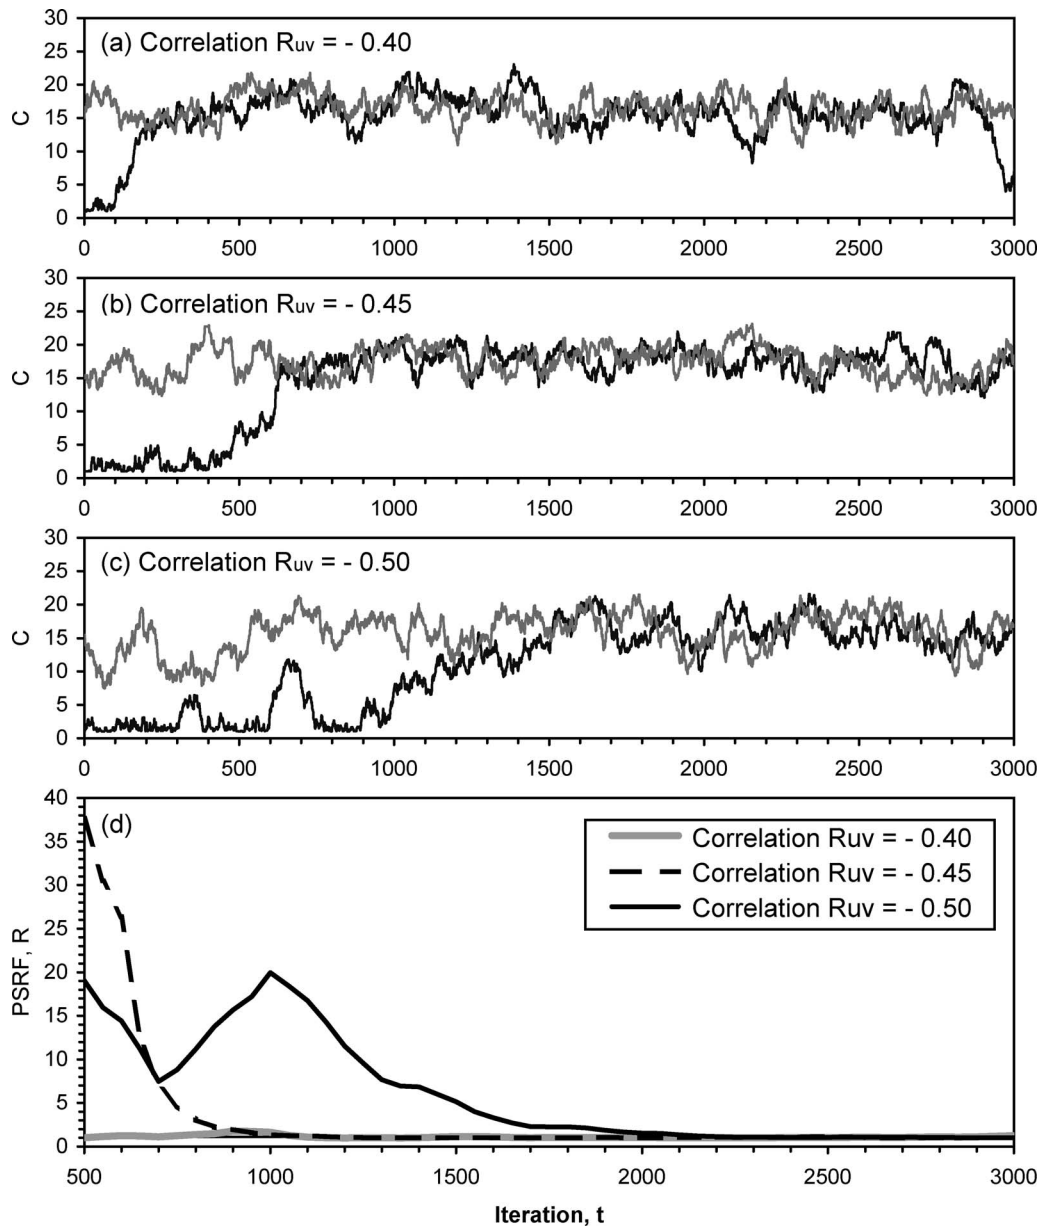 30
(a) Correlation Ruv = - 0.40
25
20
15
C
10
5
0
0 500 1000 1500 2000 2500 3000
30
(b) Correlation Ruv = - 0.45
25
20
15
C
10
5
0
0 500 1000 1500 2000 2500 3000
30
(c) Correlation Ruv = - 0.50
25
20
15
C
10
5
0
0 500 1000 1500 2000 2500 3000
40
(d)
35
30
25
20
15
10
5
0
PSRF, R
Correlation Ruv = - 0.40
Correlation Ruv = - 0.45
Correlation Ruv = - 0.50
500 1000 1500 2000 2500 3000
Iteration, t